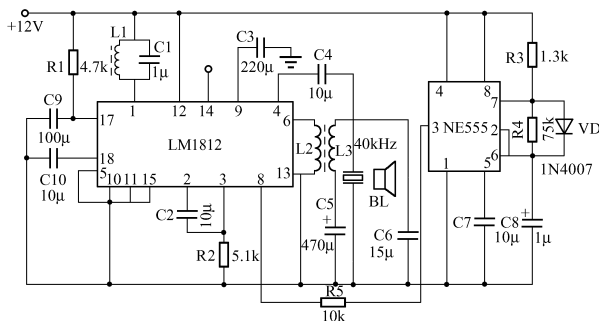 +12V
L1
C1
1μ
R1
4.7k
C3
220μ
C4
10μ
R3
1.3k
1
12
14
9
4
4
8
7
C9
100μ
17
6
3
NE555
2
R4
75k
VD
LM1812
L2
L3
40kHz
18
5
C10
10μ
10
11
15
2
3
8
13
BL
1
5
6
1N4007
C2
10μ
C5
+
470μ
C6
15μ
C7
10μ
C8
+
1μ
R2
5.1k
R5
10k